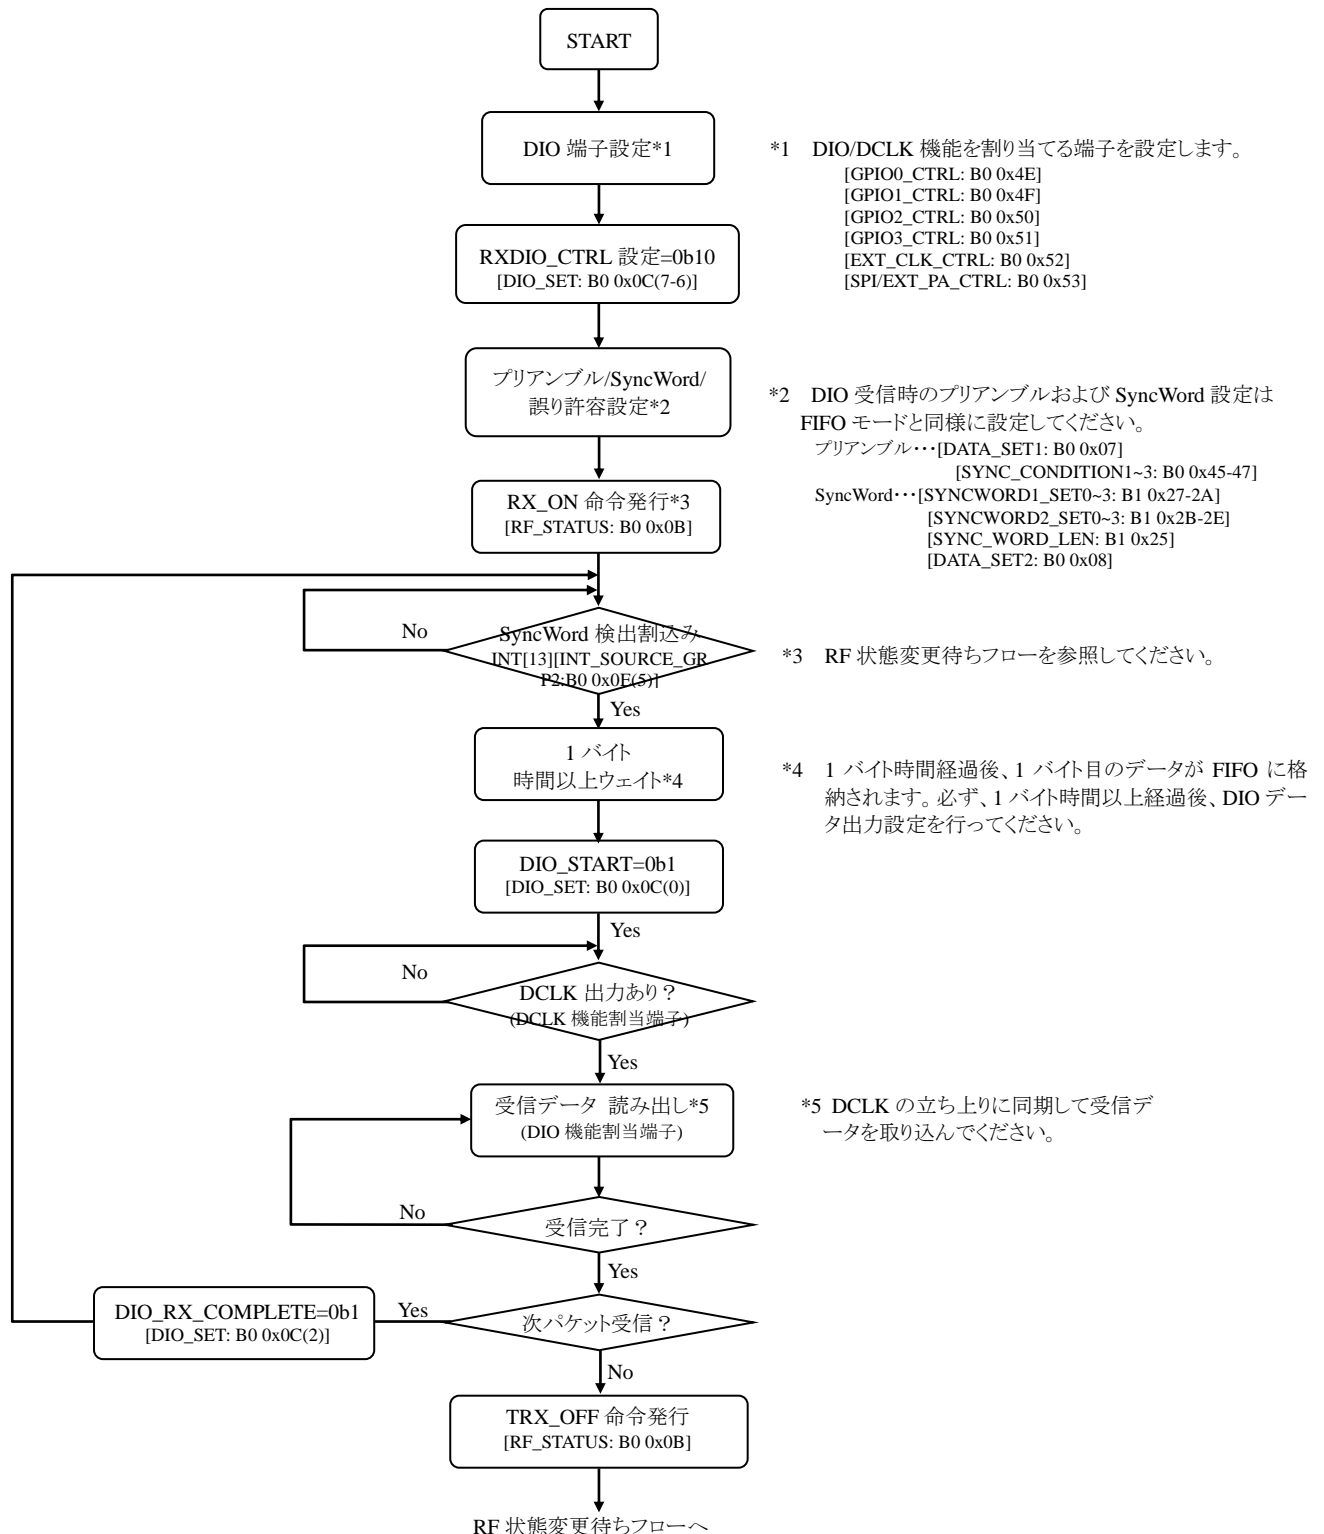 START
DIO 端子設定*1
*1 DIO/DCLK 機能を割り当てる端子を設定します。
[GPIO0_CTRL: B0 0x4E]
[GPIO1_CTRL: B0 0x4F]
[GPIO2_CTRL: B0 0x50]
[GPIO3_CTRL: B0 0x51]
[EXT_CLK_CTRL: B0 0x52]
[SPI/EXT_PA_CTRL: B0 0x53]
RXDIO_CTRL 設定=0b10
[DIO_SET: B0 0x0C(7-6)]
プリアンブル/SyncWord/
誤り許容設定*2
*2 DIO 受信時のプリアンブルおよび SyncWord 設定は
FIFO モードと同様に設定してください。
プリアンブル・・・[DATA_SET1: B0 0x07]
[SYNC_CONDITION1~3: B0 0x45-47]
SyncWord・・・[SYNCWORD1_SET0~3: B1 0x27-2A]
[SYNCWORD2_SET0~3: B1 0x2B-2E]
[SYNC_WORD_LEN: B1 0x25]
[DATA_SET2: B0 0x08]
RX_ON 命令発行*3
[RF_STATUS: B0 0x0B]
No
SyncWord 検出割込み
INT[13][INT_SOURCE_GR
P2:B0 0x0E(5)]
*3 RF 状態変更待ちフローを参照してください。
Yes
1 バイト
時間以上ウェイト*4
*4 1 バイト時間経過後、1 バイト目のデータが FIFO に格
納されます。必ず、1 バイト時間以上経過後、DIO デー
タ出力設定を行ってください。
DIO_START=0b1
[DIO_SET: B0 0x0C(0)]
Yes
No
DCLK 出力あり？
(DCLK 機能割当端子)
Yes
受信データ 読み出し*5
(DIO 機能割当端子)
*5 DCLK の立ち上りに同期して受信デ
ータを取り込んでください。
No
受信完了？
Yes
DIO_RX_COMPLETE=0b1
[DIO_SET: B0 0x0C(2)]
Yes
次パケット受信？
No
TRX_OFF 命令発行
[RF_STATUS: B0 0x0B]
RF 状態変更待ちフローへ